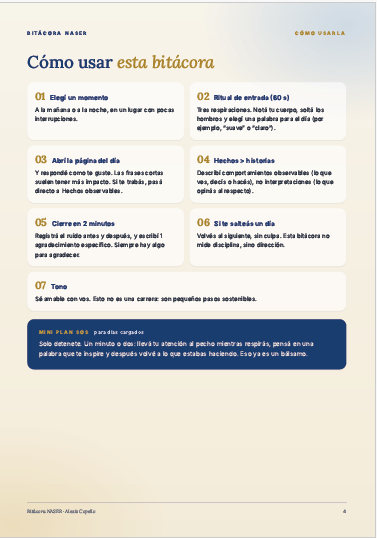 BITÁCORA NASER
CÓMO USARLA
Cómo usar esta bitácora
01 Elegí un momento
A la mañana o a la noche, en un lugar con pocas
interrupciones.
02 Ritual de entrada (60 s)
Tres respiraciones. Notá tu cuerpo, soltá los
hombros y elegí una palabra para el día (por
ejemplo, “suave” o “claro”).
03 Abrí la página del día
Y respondé como te guste. Las frases cortas
suelen tener más impacto. Si te trabás, pasá
directo a Hechos observables.
04 Hechos > historias
Describí comportamientos observables (lo que
ves, decís o hacés), no interpretaciones (lo que
opinás al respecto).
05 Cierre en 2 minutos
Registrá el ruido antes y después, y escribí 1
agradecimiento específico. Siempre hay algo
para agradecer.
06 Si te salteás un día
Volvés al siguiente, sin culpa. Esta bitácora no
mide disciplina, sino dirección.
07 Tono
Sé amable con vos. Esto no es una carrera: son pequeños pasos sostenibles.
MINI PLAN SOS para días cargados
Solo detenete. Un minuto o dos: llevá tu atención al pecho mientras respirás, pensá en una
palabra que te inspire y después volvé a lo que estabas haciendo. Eso ya es un bálsamo.
Bitácora NASER · Alexis Capella
4